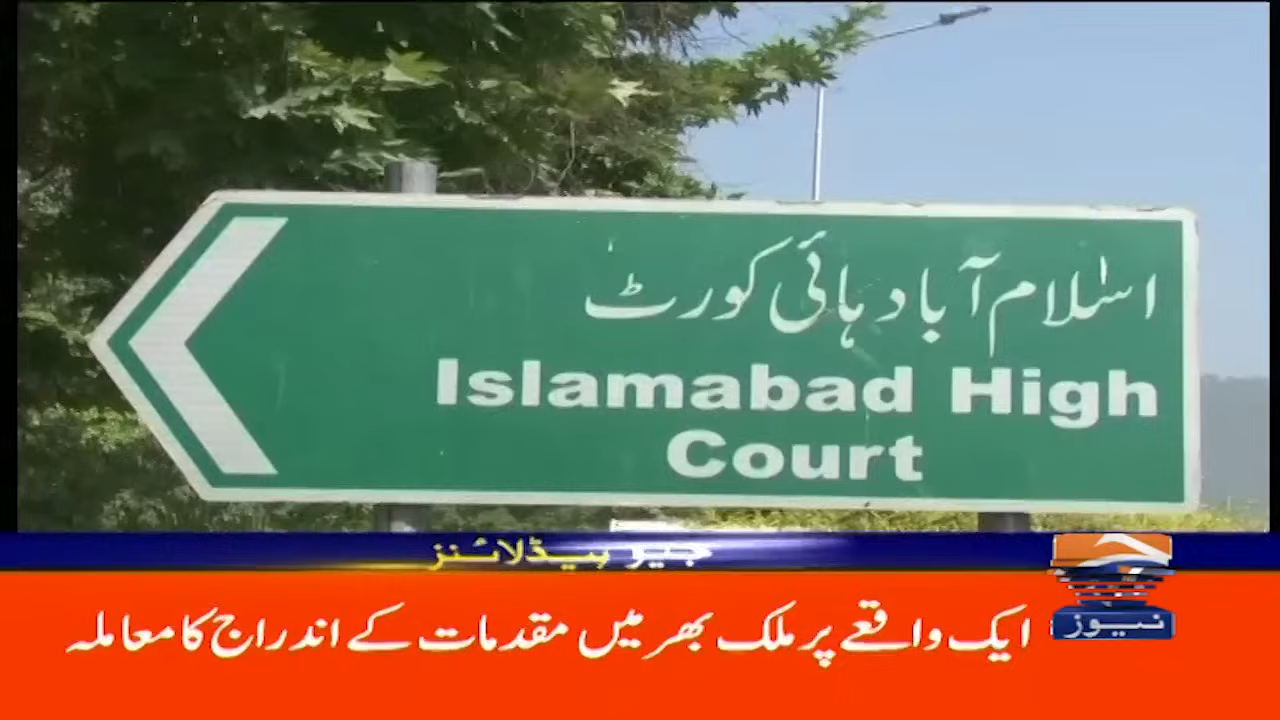 اسلام آباد ہائی کورٹ
Islamabad High
Court
جیو ہیڈلائنز
ایک واقعے پر ملک بھر میں مقدمات کے اندراج کا معاملہ
نیوز